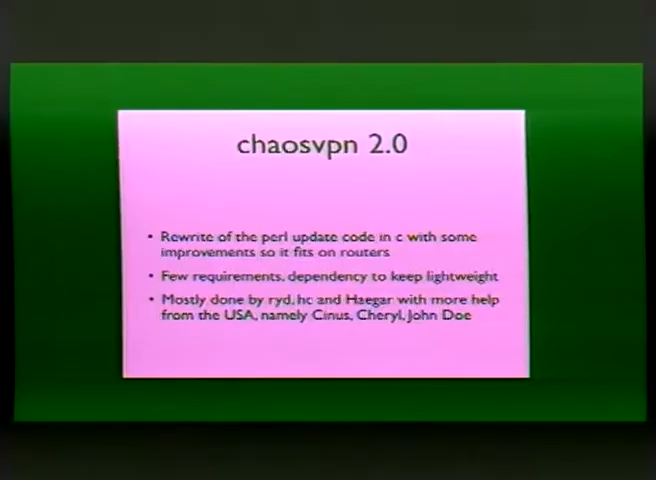 chaosvpn 2.0
• Rewrite of the perl update code in c with some
improvements so it fits on routers
• Few requirements, dependency to keep lightweight
• Mostly done by ryd, hc and Haegar with more help
from the USA, namely Cinus, Cheryl, John Doe